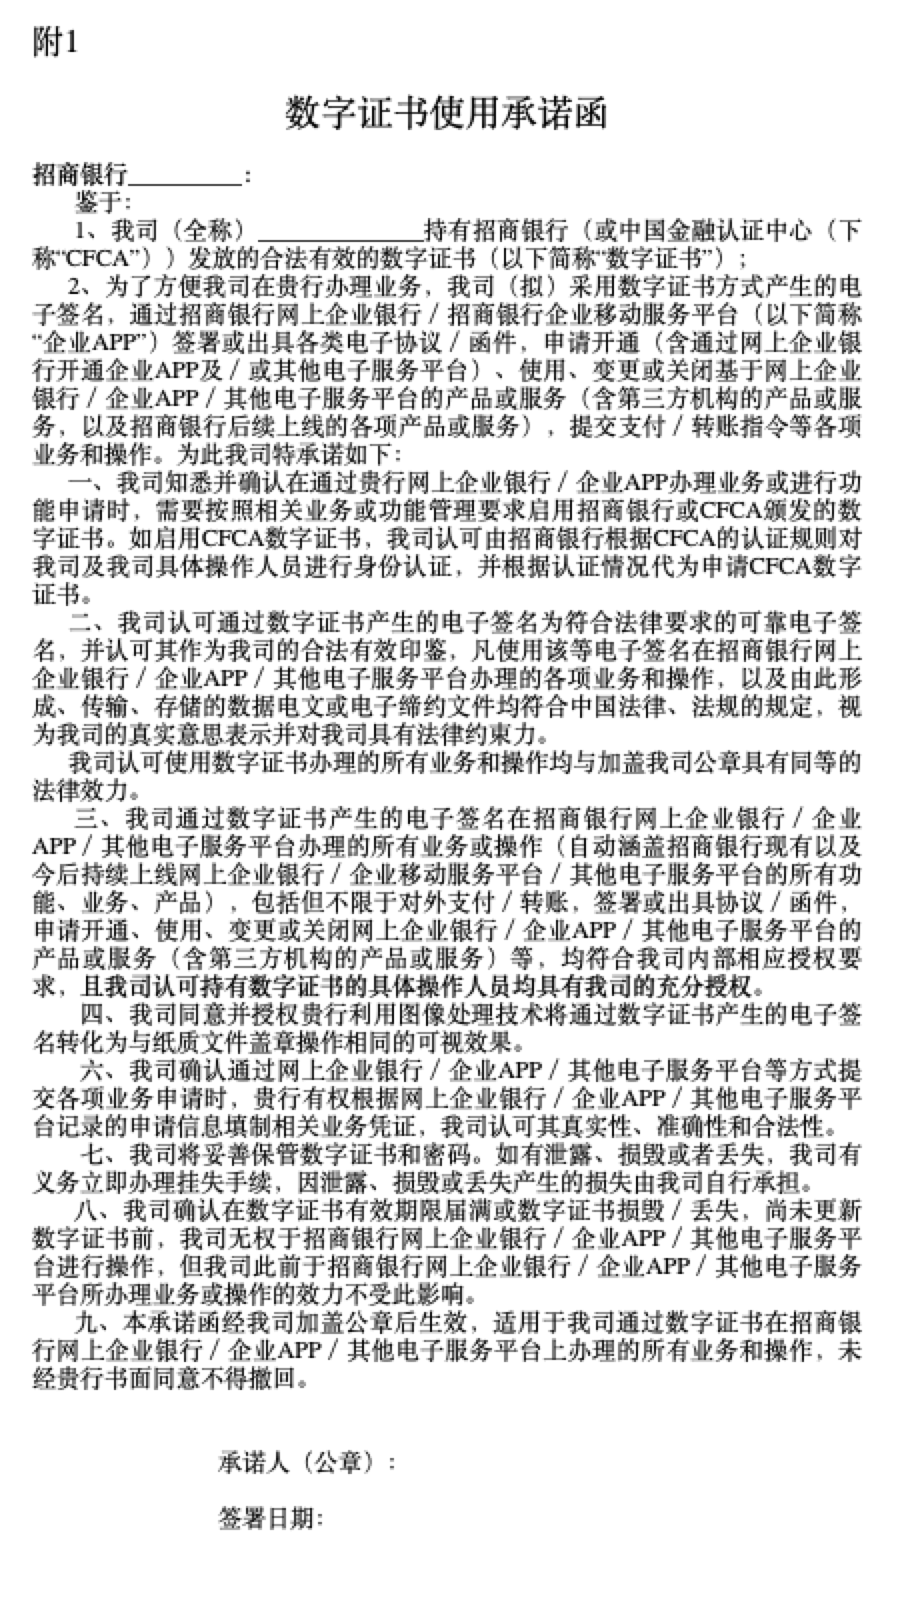 附1
数字证书使用承诺函
招商银行_________：
鉴于：
1、我司（全称）_____________持有招商银行（或中国金融认证中心（下
称“CFCA”））发放的合法有效的数字证书（以下简称“数字证书”）；
2、为了方便我司在贵行办理业务，我司（拟）采用数字证书方式产生的电
子签名，通过招商银行网上企业银行／招商银行企业移动服务平台（以下简称
“企业APP”）签署或出具各类电子协议／函件，申请开通（含通过网上企业银
行开通企业APP及／或其他电子服务平台）、使用、变更或关闭基于网上企业
银行／企业APP／其他电子服务平台的产品或服务（含第三方机构的产品或服
务，以及招商银行后续上线的各项产品或服务），提交支付／转账指令等各项
业务和操作。为此我司特承诺如下：
一、我司知悉并确认在通过贵行网上企业银行／企业APP办理业务或进行功
能申请时，需要按照相关业务或功能管理要求启用招商银行或CFCA颁发的数
字证书。如启用CFCA数字证书，我司认可由招商银行根据CFCA的认证规则对
我司及我司具体操作人员进行身份认证，并根据认证情况代为申请CFCA数字
证书。
二、我司认可通过数字证书产生的电子签名为符合法律要求的可靠电子签
名，并认可其作为我司的合法有效印鉴，凡使用该等电子签名在招商银行网上
企业银行／企业APP／其他电子服务平台办理的各项业务和操作，以及由此形
成、传输、存储的数据电文或电子缔约文件均符合中国法律、法规的规定，视
为我司的真实意思表示并对我司具有法律约束力。
我司认可使用数字证书办理的所有业务和操作均与加盖我司公章具有同等的
法律效力。
三、我司通过数字证书产生的电子签名在招商银行网上企业银行／企业
APP／其他电子服务平台办理的所有业务或操作（自动涵盖招商银行现有以及
今后持续上线网上企业银行／企业移动服务平台／其他电子服务平台的所有功
能、业务、产品），包括但不限于对外支付／转账，签署或出具协议／函件，
申请开通、使用、变更或关闭网上企业银行／企业APP／其他电子服务平台的
产品或服务（含第三方机构的产品或服务）等，均符合我司内部相应授权要
求，且我司认可持有数字证书的具体操作人员均具有我司的充分授权。
四、我司同意并授权贵行利用图像处理技术将通过数字证书产生的电子签
名转化为与纸质文件盖章操作相同的可视效果。
六、我司确认通过网上企业银行／企业APP／其他电子服务平台等方式提
交各项业务申请时，贵行有权根据网上企业银行／企业APP／其他电子服务平
台记录的申请信息填制相关业务凭证，我司认可其真实性、准确性和合法性。
七、我司将妥善保管数字证书和密码。如有泄露、损毁或者丢失，我司有
义务立即办理挂失手续，因泄露、损毁或丢失产生的损失由我司自行承担。
八、我司确认在数字证书有效期限届满或数字证书损毁／丢失，尚未更新
数字证书前，我司无权于招商银行网上企业银行／企业APP／其他电子服务平
台进行操作，但我司此前于招商银行网上企业银行／企业APP／其他电子服务
平台所办理业务或操作的效力不受此影响。
九、本承诺函经我司加盖公章后生效，适用于我司通过数字证书在招商银
行网上企业银行／企业APP／其他电子服务平台上办理的所有业务和操作，未
经贵行书面同意不得撤回。
承诺人（公章）：
签署日期：